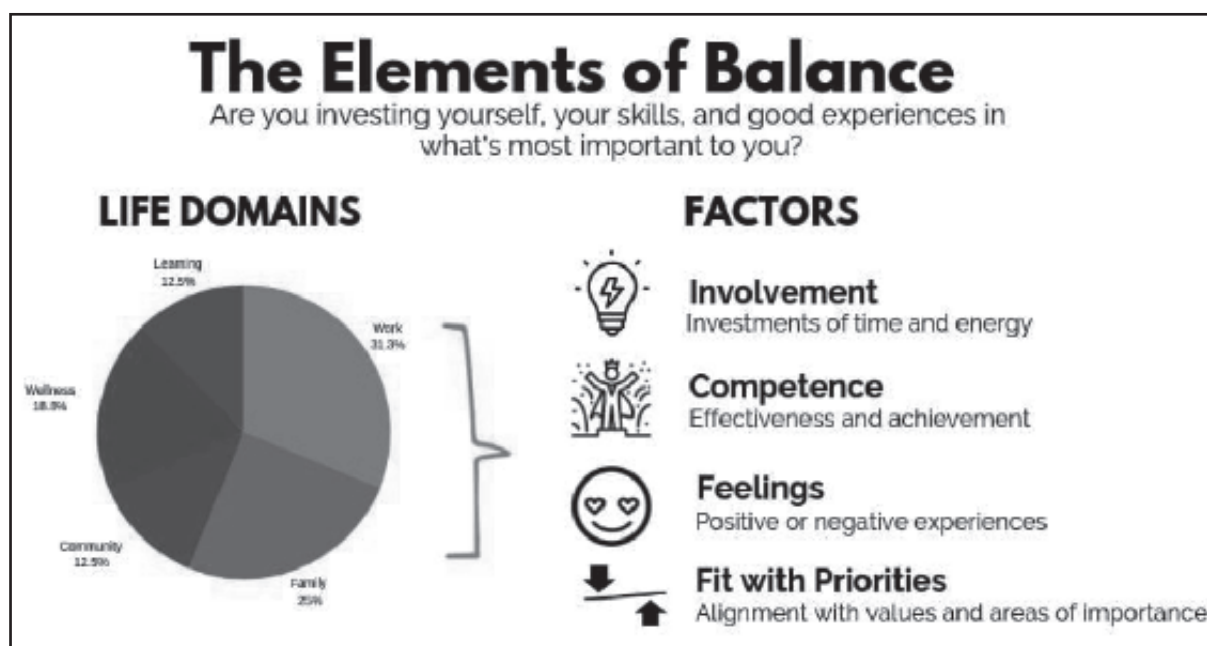 The Elements of Balance
Are you investing yourself, your skills, and good experiences in
what's most important to you?
LIFE DOMAINS
Learning
12.5%
Work
31.3%
Wellness
18.8%
Community
12.5%
Family
25%
FACTORS
Involvement
Investments of time and energy
Competence
Effectiveness and achievement
Feelings
Positive or negative experiences
Fit with Priorities
Alignment with values and areas of importance